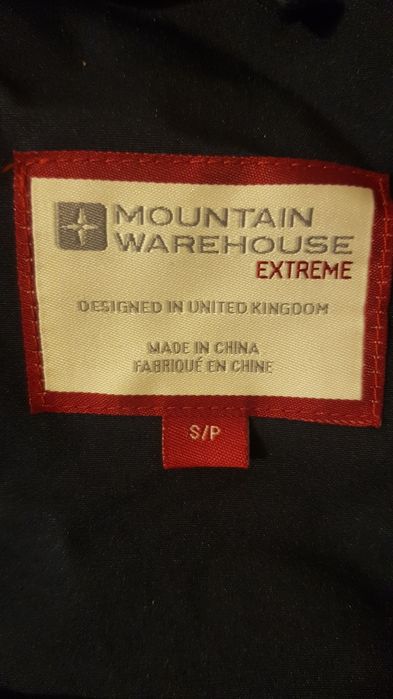 MOUNTAIN
WAREHOUSE
EXTREME
DESIGNED IN UNITED KINGDOM
MADE IN CHINA
FABRIQUÉ EN CHINE
S/P